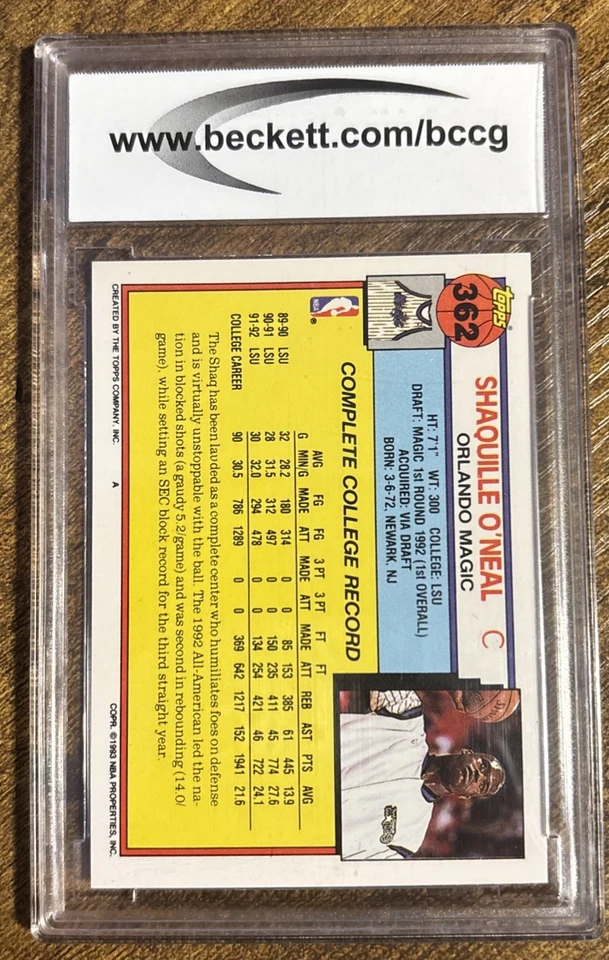 www.beckett.com/bccg
topps
362
SHAQUILLE O'NEAL C
ORLANDO MAGIC
HT: 7'1" WT: 300 COLLEGE: LSU
DRAFT: MAGIC 1st ROUND 1992 (1st OVERALL)
ACQUIRED: VIA DRAFT
BORN: 3-6-72, NEWARK, NJ
COMPLETE COLLEGE RECORD
NBA ®
AVG FG FG 3 PT 3 PT FT FT
G MIN/G MADE ATT MADE ATT MADE ATT REB AST PTS AVG
89-90 LSU 32 28.2 180 314 0 0 85 153 385 61 445 13.9
90-91 LSU 28 31.5 312 497 0 0 150 235 411 45 774 27.6
91-92 LSU 30 32.0 294 478 0 0 134 254 421 46 722 24.1
COLLEGE CAREER 90 30.5 786 1289 0 0 369 642 1217 152 1941 21.6
The Shaq has been lauded as a complete center who humiliates foes on defense
and is virtually unstoppable with the ball. The 1992 All-American led the na-
tion in blocked shots (a gaudy 5.2/game) and was second in rebounding (14.0/
game), while setting an SEC block record for the third straight year.
CREATED BY THE TOPPS COMPANY, INC. A COPR. ©1993 NBA PROPERTIES, INC.